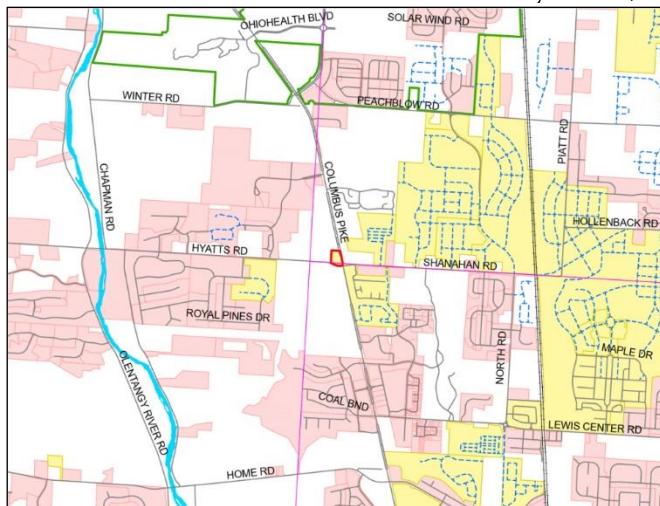 OHIOHEALTH BLVD
SOLAR WIND RD
WINTER RD
PEACHBLOW RD
PIATT RD
CHAPMAN RD
COLUMBUS PIKE
HOLLENBACK RD
HYATTS RD
SHANAHAN RD
ROYAL PINES DR
NORTH RD
MAPLE DR
OLENTANGY RIVER RD
COAL BND
LEWIS CENTER RD
HOME RD